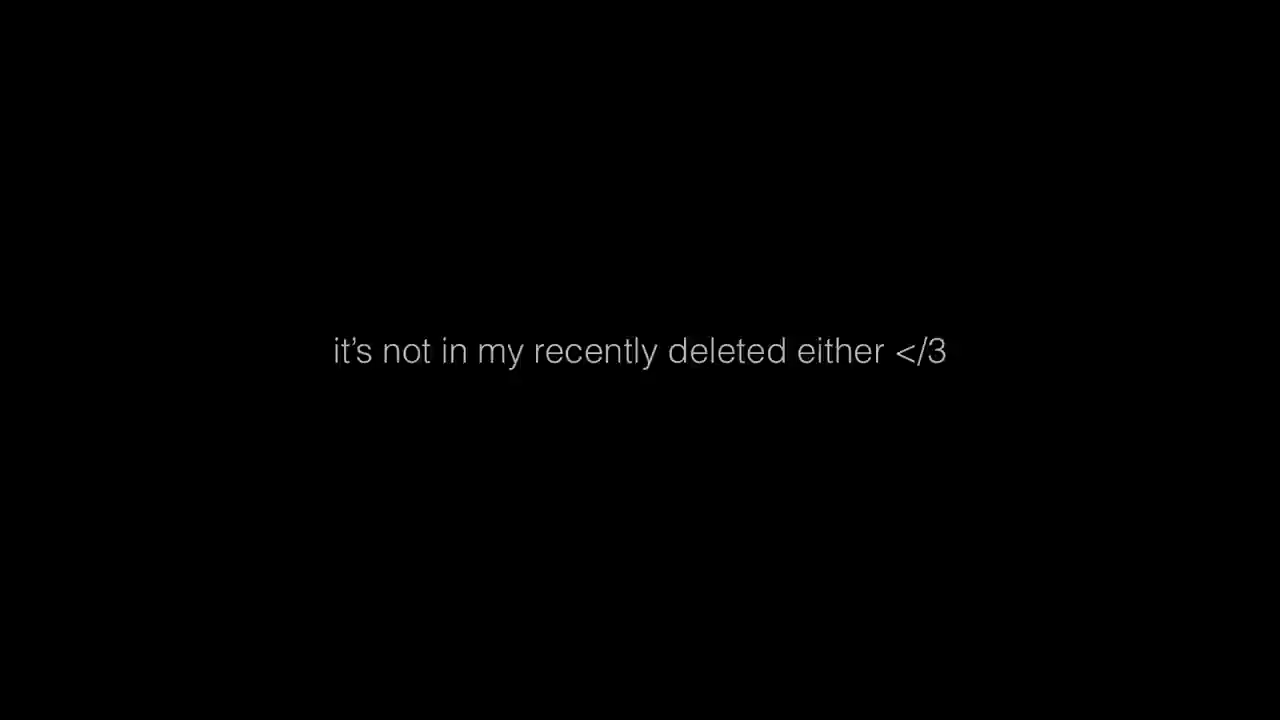 it’s not in my recently deleted either </3